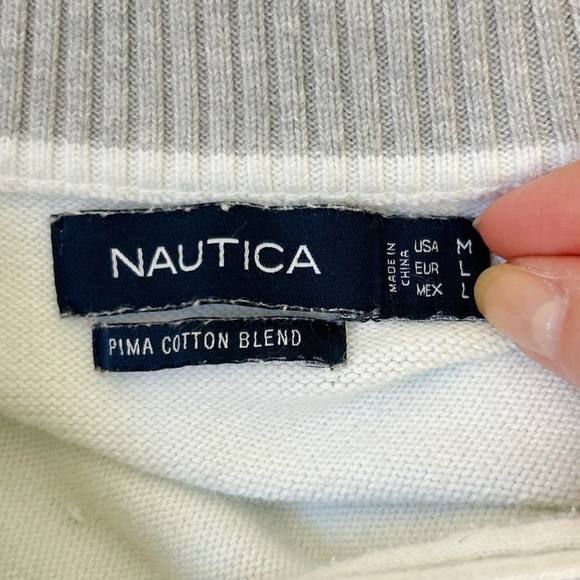 NAUTICA
MADE IN
CHINA
USA M
EUR L
MEX L
PIMA COTTON BLEND